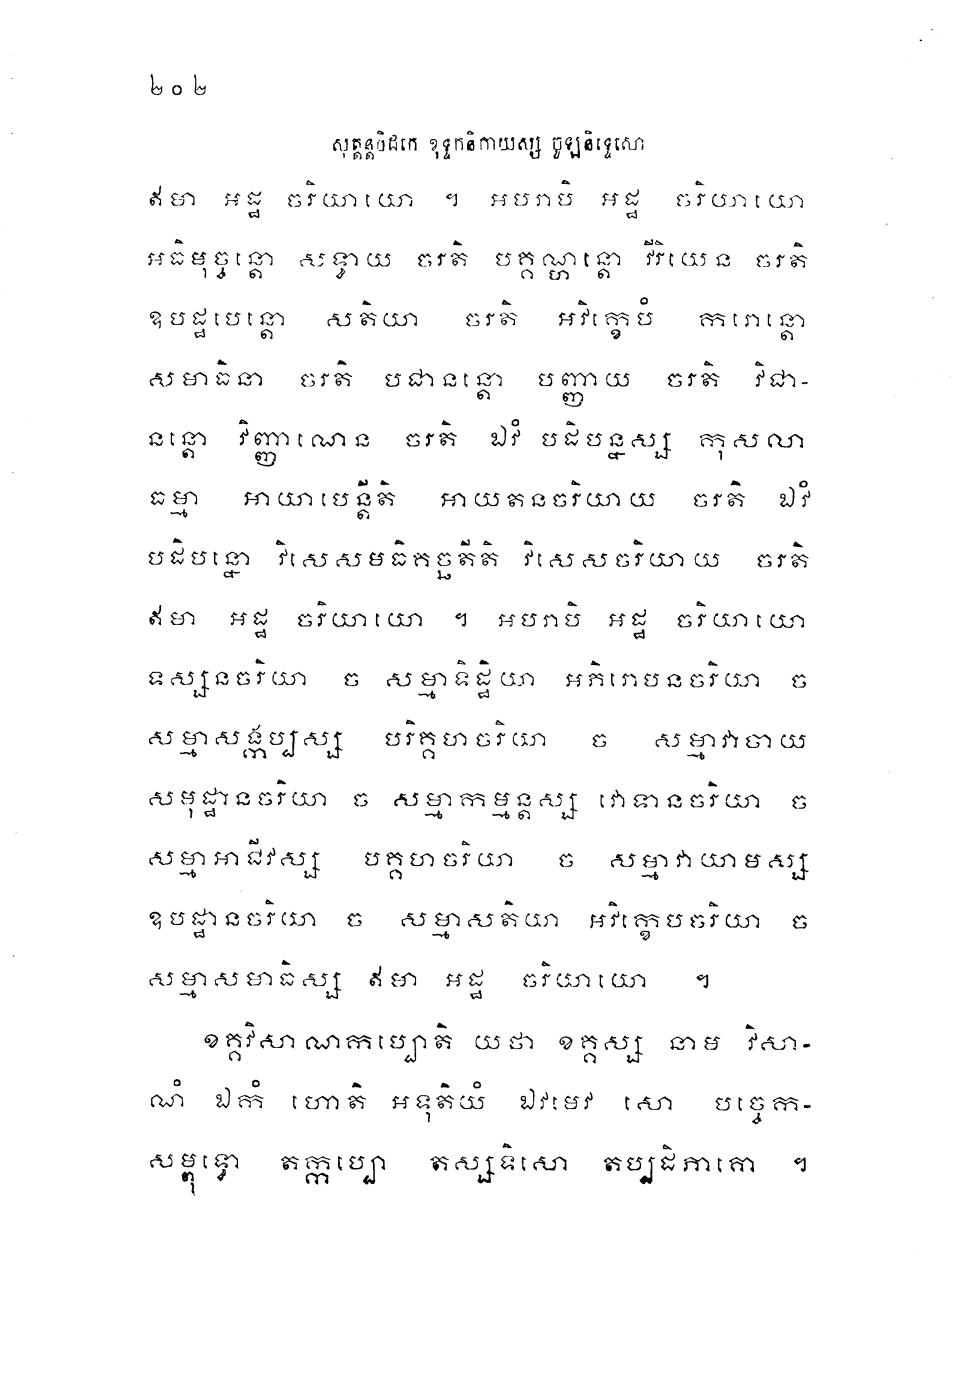 ២០២
សុត្តន្តបិដកេ ខុទ្ទកនិកាយស្ស ចូឡនិទ្ទេសោ
ឥមា អដ្ឋ ចរិយាយោ ។ អបរាបិ អដ្ឋ ចរិយាយោ
អធិមុច្ចន្តោ សទ្ធាយ ចរតិ បគ្គណ្ហន្តោ វីរិយេន ចរតិ
ឧបដ្ឋបេន្តោ សតិយា ចរតិ អវិក្ខេបំ ករោន្តោ
សមាធិនា ចរតិ បជានន្តោ បញ្ញាយ ចរតិ វិជា-
នន្តោ វិញ្ញាណេន ចរតិ ឯវំ បដិបន្នស្ស កុសលា
ធម្មា អាយាបេន្តីតិ អាយតនចរិយាយ ចរតិ ឯវំ
បដិបន្នោ វិសេសមធិកច្ឆតីតិ វិសេសចរិយាយ ចរតិ
ឥមា អដ្ឋ ចរិយាយោ ។ អបរាបិ អដ្ឋ ចរិយាយោ
ទស្សនចរិយា ច សម្មាទិដ្ឋិយា អភិរោបនចរិយា ច
សម្មាសង្កប្បស្ស បរិគ្គហចរិយា ច សម្មាវាចាយ
សមុដ្ឋានចរិយា ច សម្មាកម្មន្តស្ស វោទានចរិយា ច
សម្មាអាជីវស្ស បគ្គហចរិយា ច សម្មាវាយាមស្ស
ឧបដ្ឋានចរិយា ច សម្មាសតិយា អវិក្ខេបចរិយា ច
សម្មាសមាធិស្ស ឥមា អដ្ឋ ចរិយាយោ ។
ខគ្គវិសាណកប្បោតិ យថា ខគ្គស្ស នាម វិសា-
ណំ ឯកំ ហោតិ អទុតិយំ ឯវមេវ សោ បច្ចេក-
សម្ពុទ្ធោ តក្កប្បោ តស្សទិសោ តប្បដិភាគោ ។